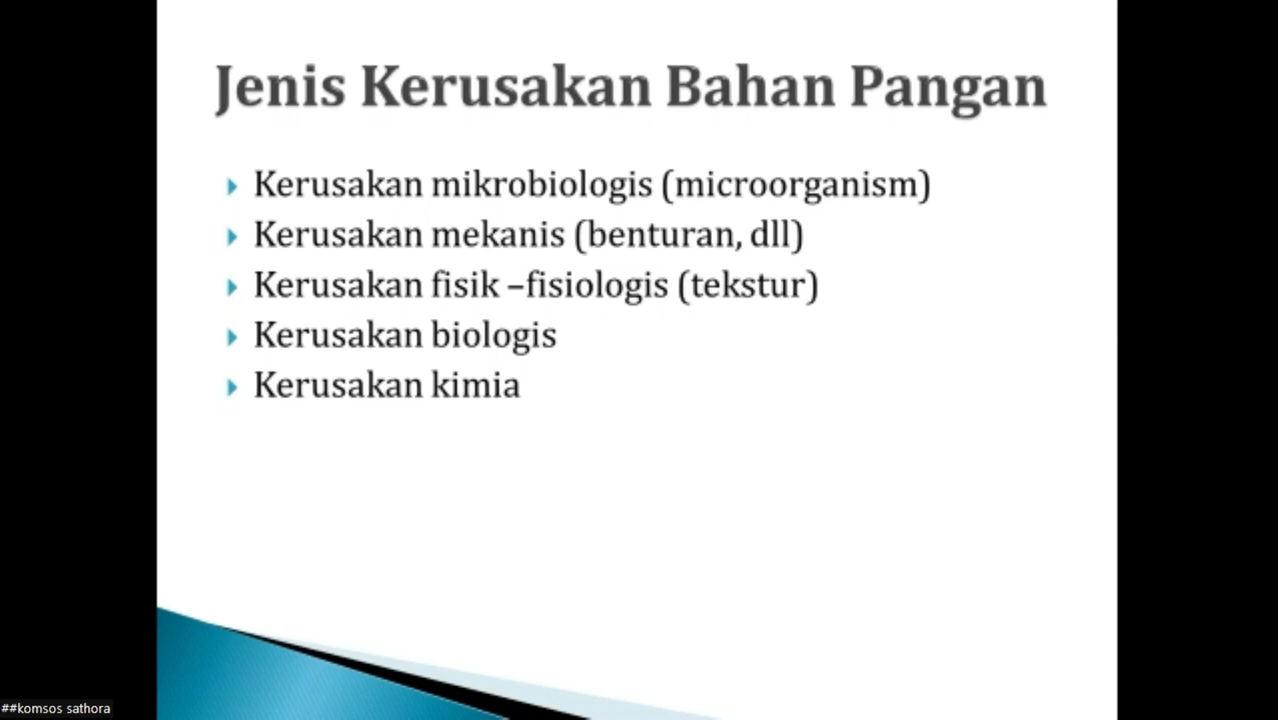 Jenis Kerusakan Bahan Pangan
Kerusakan mikrobiologis (microorganism)
Kerusakan mekanis (benturan, dll)
Kerusakan fisik –fisiologis (tekstur)
Kerusakan biologis
Kerusakan kimia
##komsos sathora